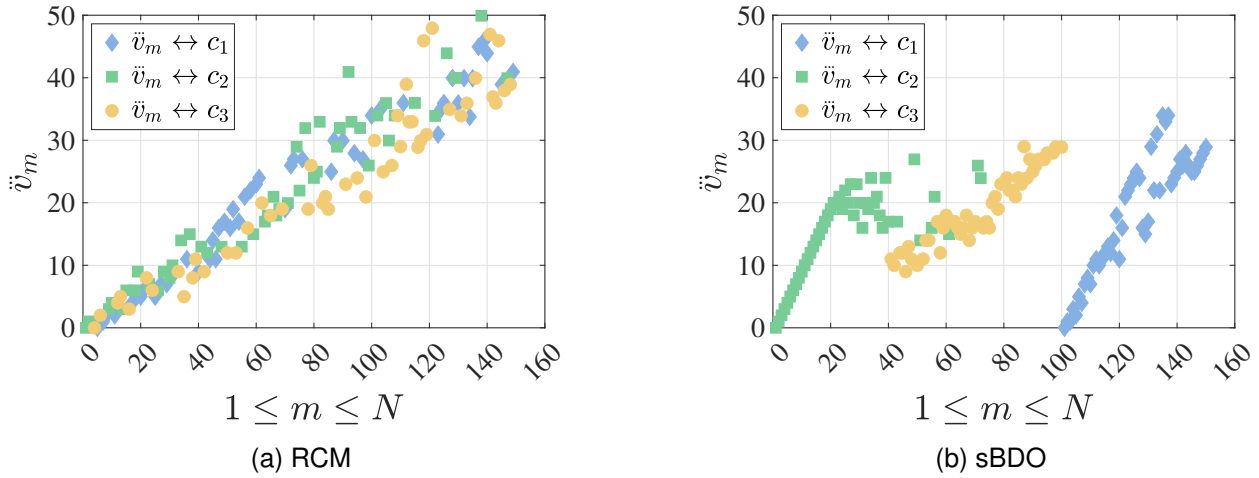 50
40
30
20
10
0
v̈ₘ
v̈ₘ ↔ c₁
v̈ₘ ↔ c₂
v̈ₘ ↔ c₃
0 20 40 60 80 100 120 140 160
1 ≤ m ≤ N
(a) RCM
50
40
30
20
10
0
v̈ₘ
v̈ₘ ↔ c₁
v̈ₘ ↔ c₂
v̈ₘ ↔ c₃
0 20 40 60 80 100 120 140 160
1 ≤ m ≤ N
(b) sBDO